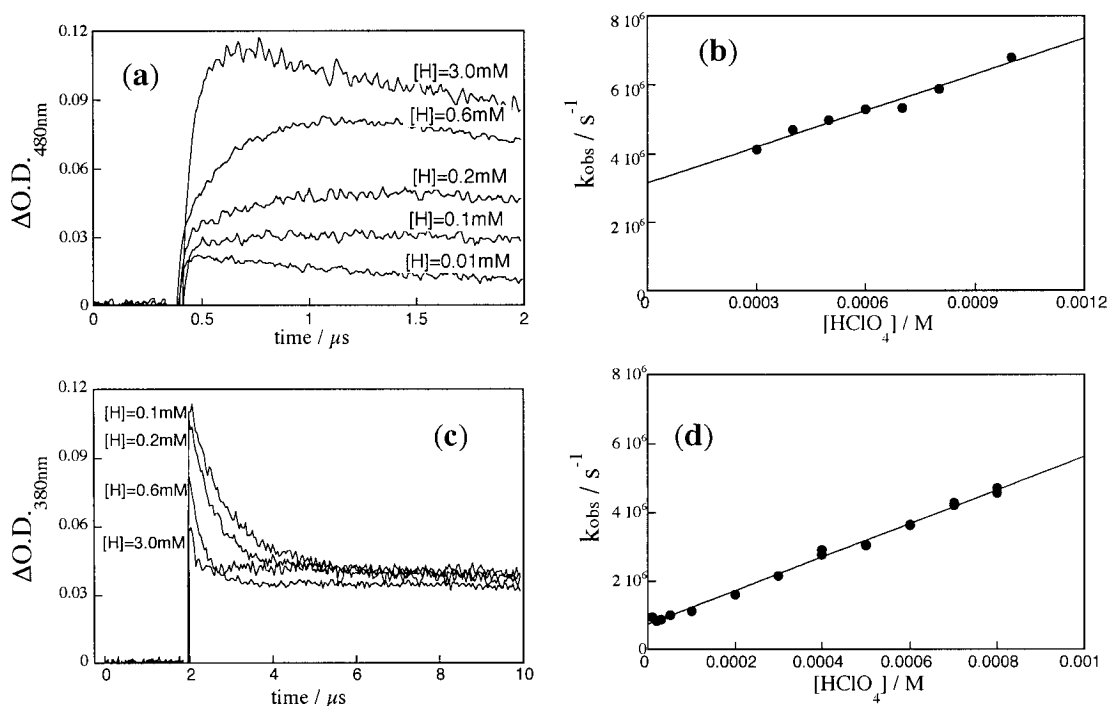 (a)
0.12
0.09
0.06
0.03
0
ΔO.D.480nm
[H]=3.0mM
[H]=0.6mM
[H]=0.2mM
[H]=0.1mM
[H]=0.01mM
0 0.5 1 1.5 2
time / μs
(b)
8 10⁶
6 10⁶
4 10⁶
2 10⁶
0
kobs / s⁻¹
0 0.0003 0.0006 0.0009 0.0012
[HClO₄] / M
(c)
0.12
0.09
0.06
0.03
0
ΔO.D.380nm
[H]=0.1mM
[H]=0.2mM
[H]=0.6mM
[H]=3.0mM
0 2 4 6 8 10
time / μs
(d)
8 10⁶
6 10⁶
4 10⁶
2 10⁶
0
kobs / s⁻¹
0 0.0002 0.0004 0.0006 0.0008 0.001
[HClO₄] / M